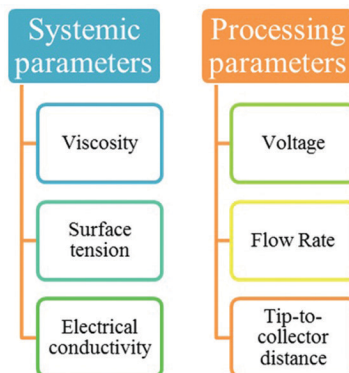 Systemic
parameters
Viscosity
Surface
tension
Electrical
conductivity
Processing
parameters
Voltage
Flow Rate
Tip-to-
collector
distance